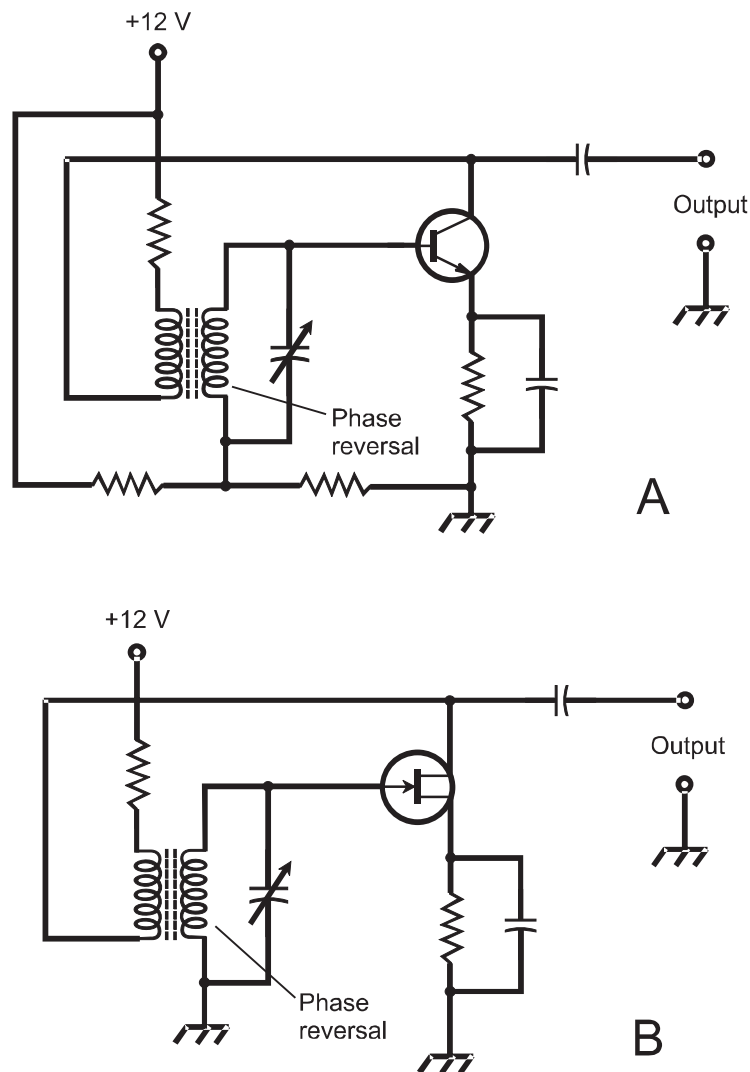 +12 V
Output
Phase
reversal
A
+12 V
Output
Phase
reversal
B